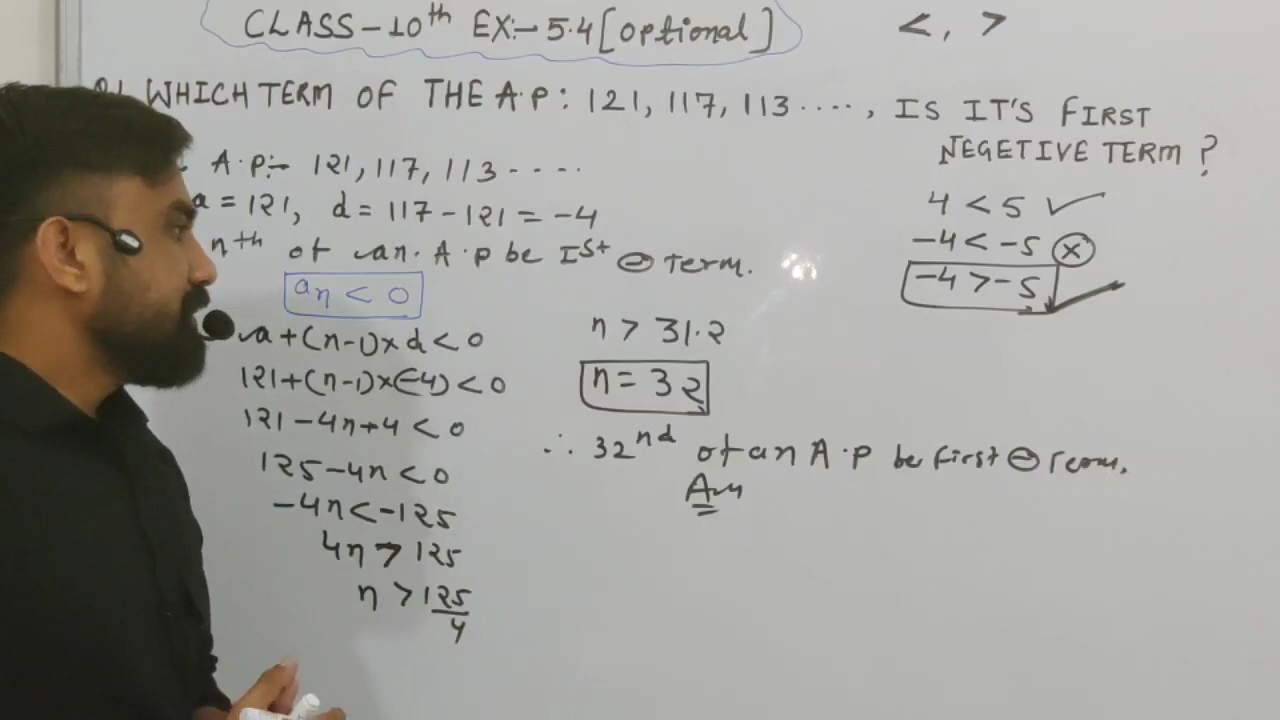 CLASS-10th EX:- 5.4 [optional]
< , >
WHICH TERM OF THE A.P : 121, 117, 113 ...., IS IT'S FIRST
NEGETIVE TERM ?
A.P:- 121, 117, 113 - - - -
a = 121, d = 117 - 121 = -4
nth of an A.P be Ist ⊖ term.
an < 0
a + (n-1) x d < 0
121 + (n-1) x (-4) < 0
121 - 4n + 4 < 0
125 - 4n < 0
-4n < -125
4n > 125
n > 125/4
n > 31.2
n = 32
∴ 32nd of an A.P be first ⊖ Term.
Ans
4 < 5 ✓
-4 < -5 ⓧ
-4 > -5 ✓